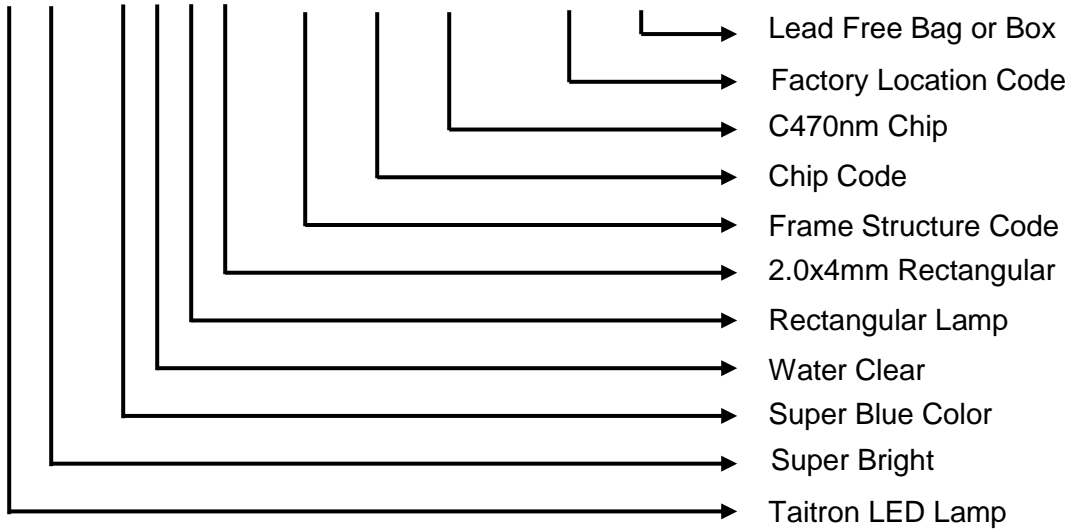 Lead Free Bag or Box
Factory Location Code
C470nm Chip
Chip Code
Frame Structure Code
2.0x4mm Rectangular
Rectangular Lamp
Water Clear
Super Blue Color
Super Bright
Taitron LED Lamp